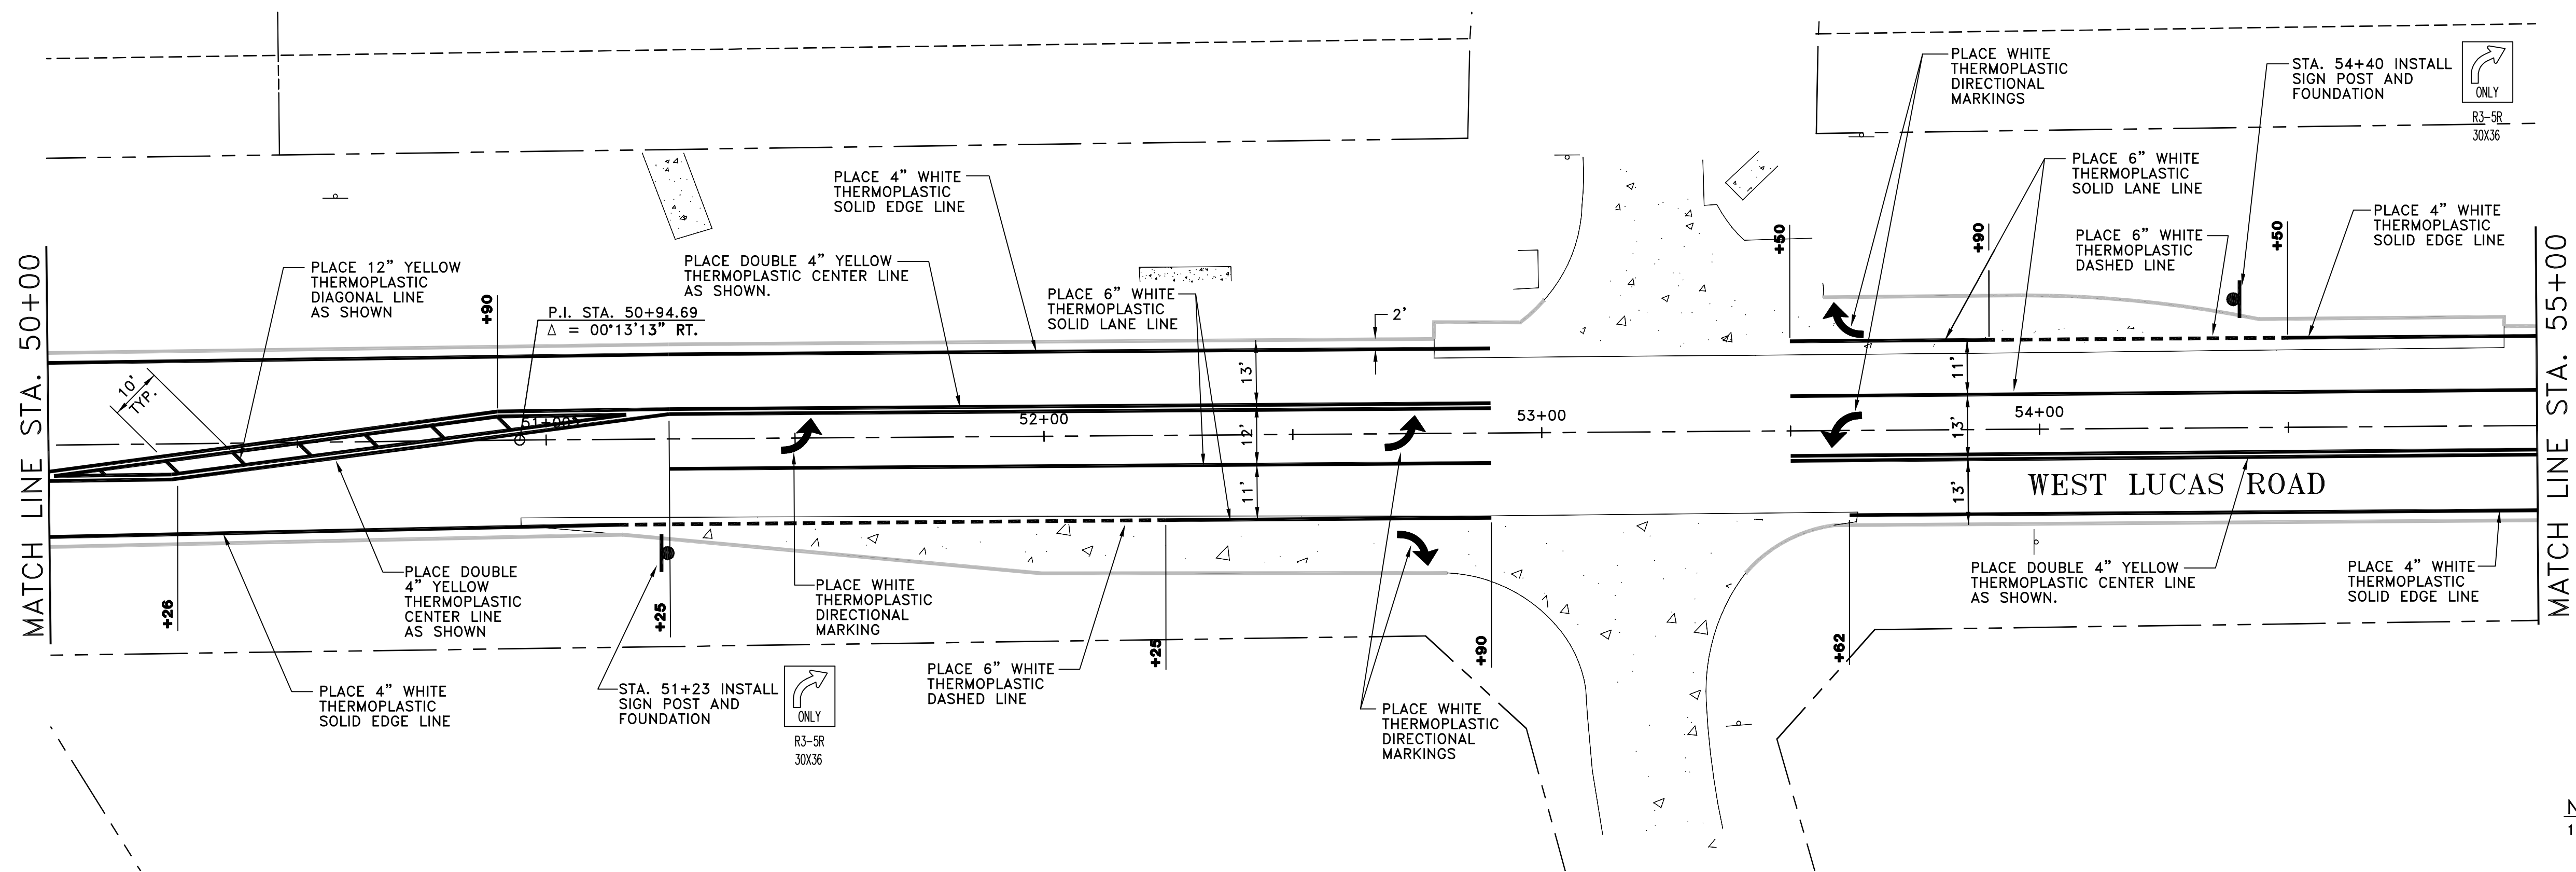 MATCH LINE STA. 50+00
PLACE 12” YELLOW
THERMOPLASTIC
DIAGONAL LINE
AS SHOWN
10'
TYP.
+90
P.I. STA. 50+94.69
Δ = 00°13'13” RT.
PLACE 4” WHITE
THERMOPLASTIC
SOLID EDGE LINE
PLACE DOUBLE 4” YELLOW
THERMOPLASTIC CENTER LINE
AS SHOWN.
PLACE 6” WHITE
THERMOPLASTIC
SOLID LANE LINE
2'
13'
12'
11'
51+00
52+00
53+00
54+00
+26
PLACE DOUBLE
4” YELLOW
THERMOPLASTIC
CENTER LINE
AS SHOWN
PLACE 4” WHITE
THERMOPLASTIC
SOLID EDGE LINE
+25
STA. 51+23 INSTALL
SIGN POST AND
FOUNDATION
ONLY
R3-5R
30X36
PLACE WHITE
THERMOPLASTIC
DIRECTIONAL
MARKING
PLACE 6” WHITE
THERMOPLASTIC
DASHED LINE
+25
PLACE WHITE
THERMOPLASTIC
DIRECTIONAL
MARKINGS
+90
PLACE WHITE
THERMOPLASTIC
DIRECTIONAL
MARKINGS
+50
+90
PLACE 6” WHITE
THERMOPLASTIC
SOLID LANE LINE
PLACE 6” WHITE
THERMOPLASTIC
DASHED LINE
STA. 54+40 INSTALL
SIGN POST AND
FOUNDATION
ONLY
R3-5R
30X36
+50
PLACE 4” WHITE
THERMOPLASTIC
SOLID EDGE LINE
11'
13'
13'
WEST LUCAS ROAD
+62
PLACE DOUBLE 4” YELLOW
THERMOPLASTIC CENTER LINE
AS SHOWN.
PLACE 4” WHITE
THERMOPLASTIC
SOLID EDGE LINE
MATCH LINE STA. 55+00